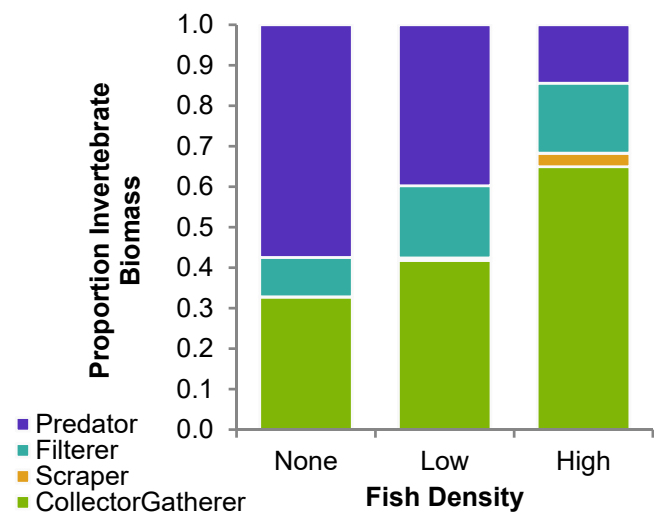 Proportion Invertebrate
Biomass
1.0
0.9
0.8
0.7
0.6
0.5
0.4
0.3
0.2
0.1
0.0
None Low High
Fish Density
Predator
Filterer
Scraper
CollectorGatherer